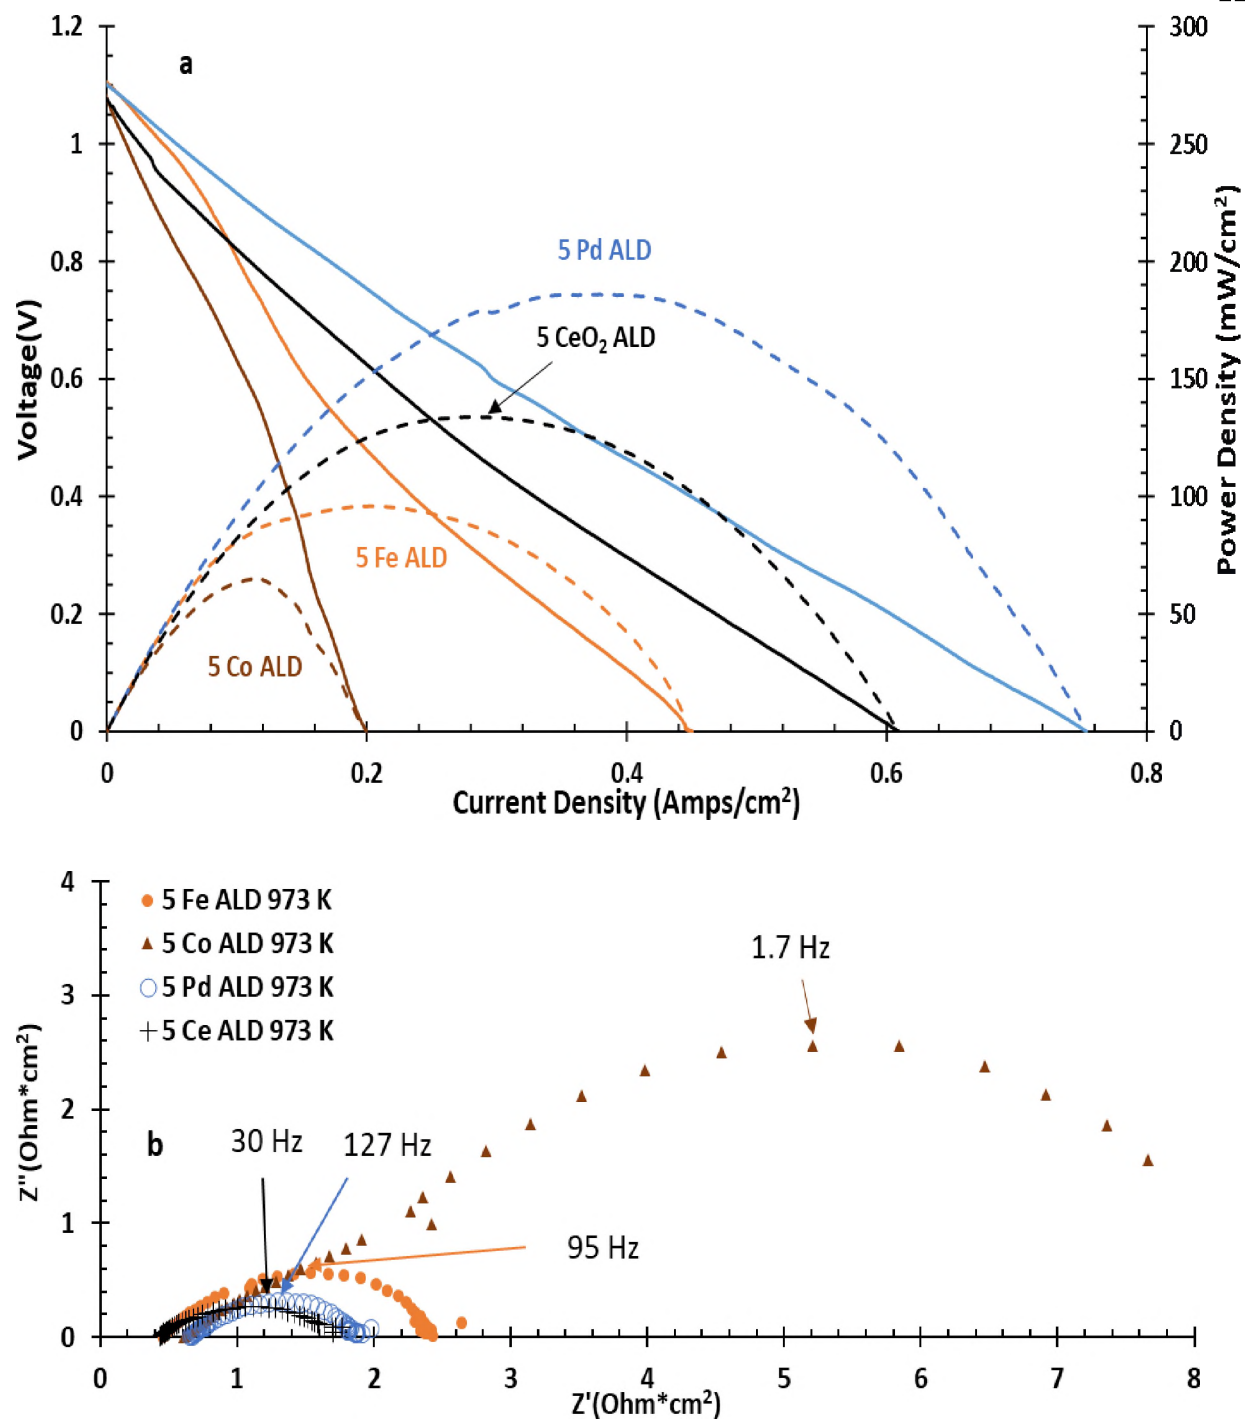 1.2
1
0.8
0.6
0.4
0.2
0
Voltage(V)
a
5 Pd ALD
5 CeO₂ ALD
5 Fe ALD
5 Co ALD
300
250
200
150
100
50
0
Power Density (mW/cm²)
0 0.2 0.4 0.6 0.8
Current Density (Amps/cm²)
4
3
2
1
0
Z"(Ohm*cm²)
5 Fe ALD 973 K
5 Co ALD 973 K
5 Pd ALD 973 K
5 Ce ALD 973 K
1.7 Hz
b
30 Hz
127 Hz
95 Hz
0 1 2 3 4 5 6 7 8
Z'(Ohm*cm²)